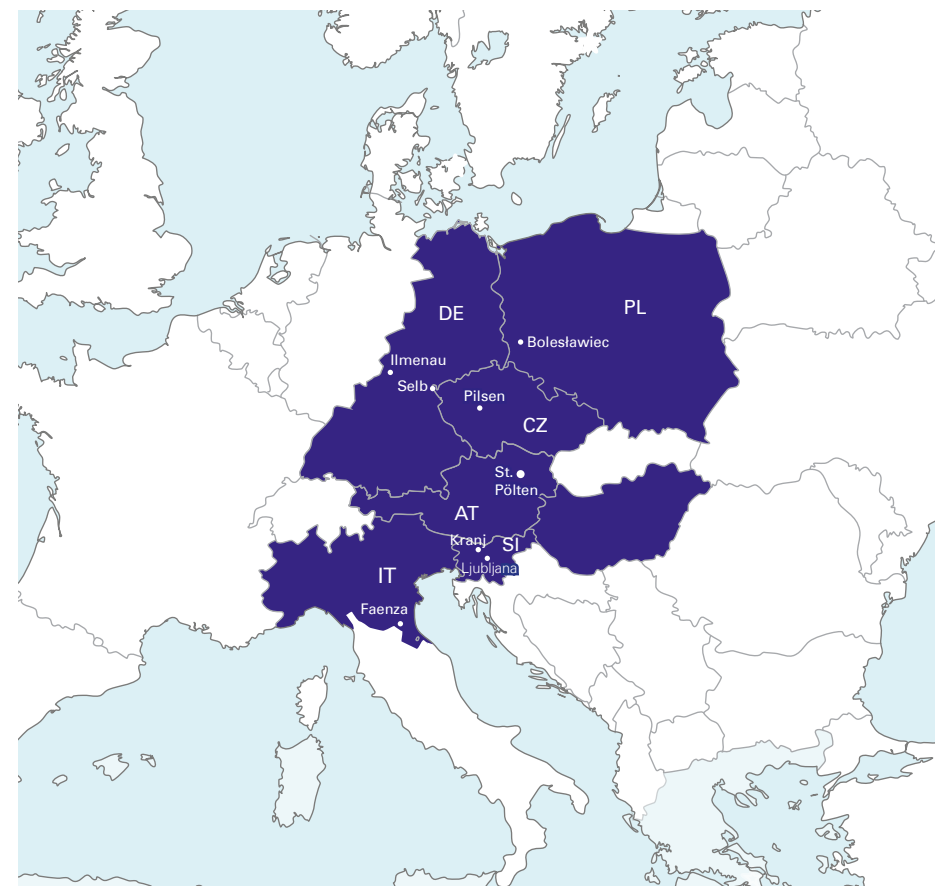 DE
PL
Bolesławiec
Ilmenau
Selb
Pilsen
CZ
St.
Pölten
AT
Kranj
SI
Ljubljana
IT
Faenza